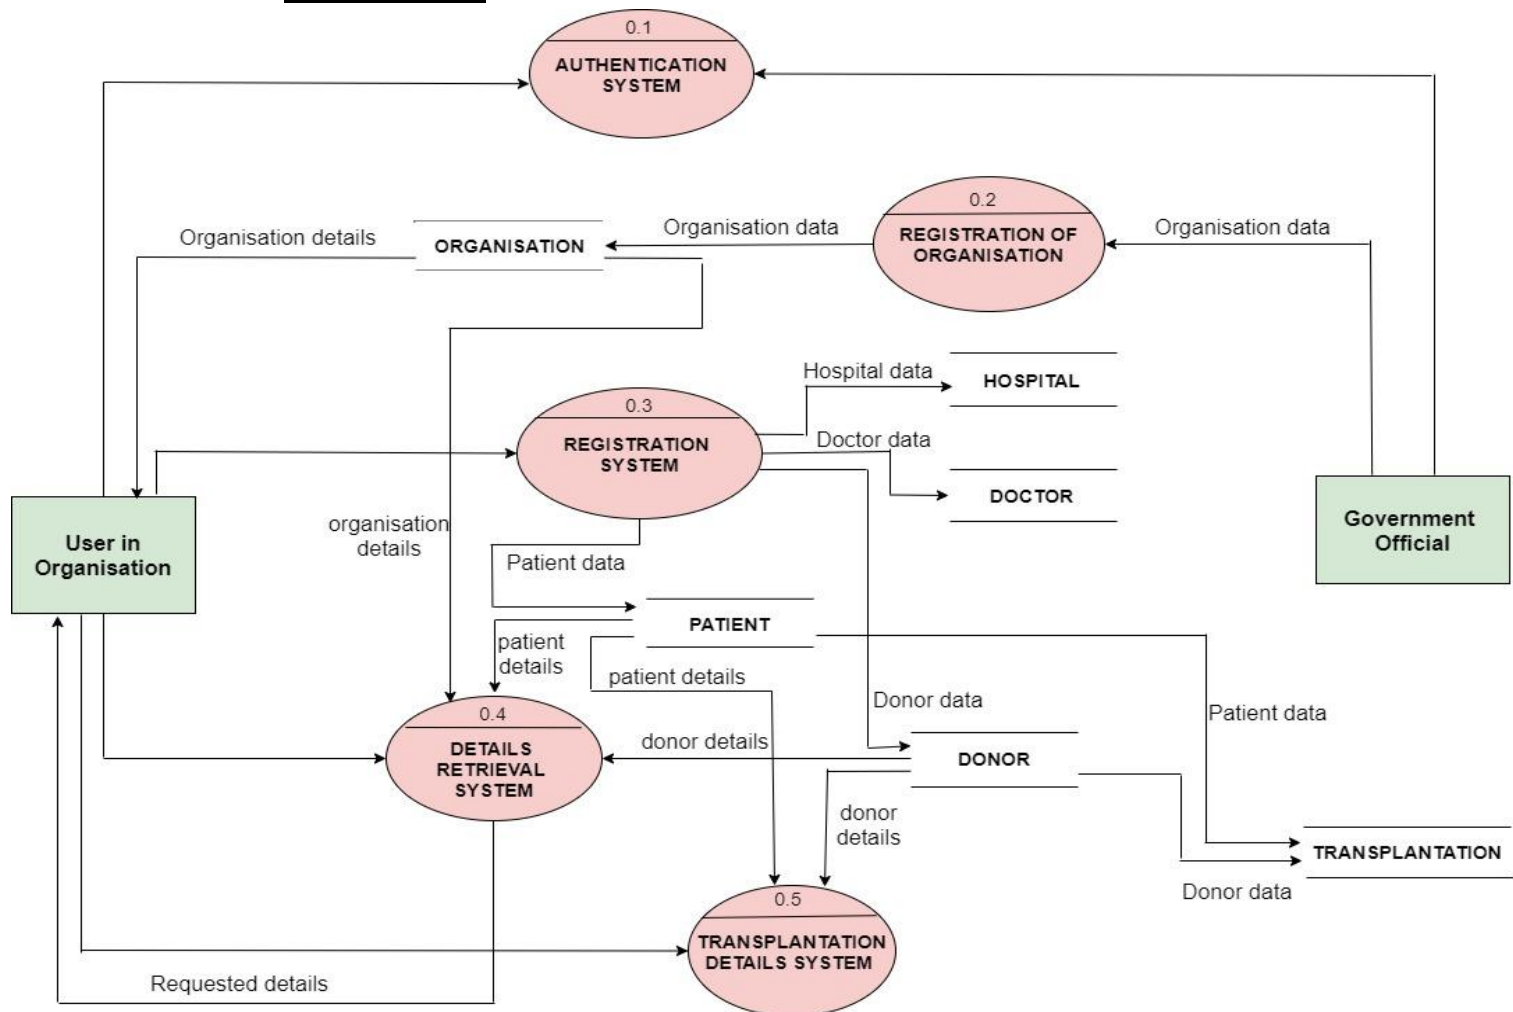 0.1
AUTHENTICATION
SYSTEM
0.2
REGISTRATION OF
ORGANISATION
Organisation details
ORGANISATION
Organisation data
Organisation data
Hospital data
HOSPITAL
0.3
REGISTRATION
SYSTEM
Doctor data
DOCTOR
User in
Organisation
organisation
details
Government
Official
Patient data
PATIENT
patient
details
patient details
Donor data
Patient data
0.4
DETAILS
RETRIEVAL
SYSTEM
donor details
DONOR
donor
details
TRANSPLANTATION
Donor data
0.5
TRANSPLANTATION
DETAILS SYSTEM
Requested details